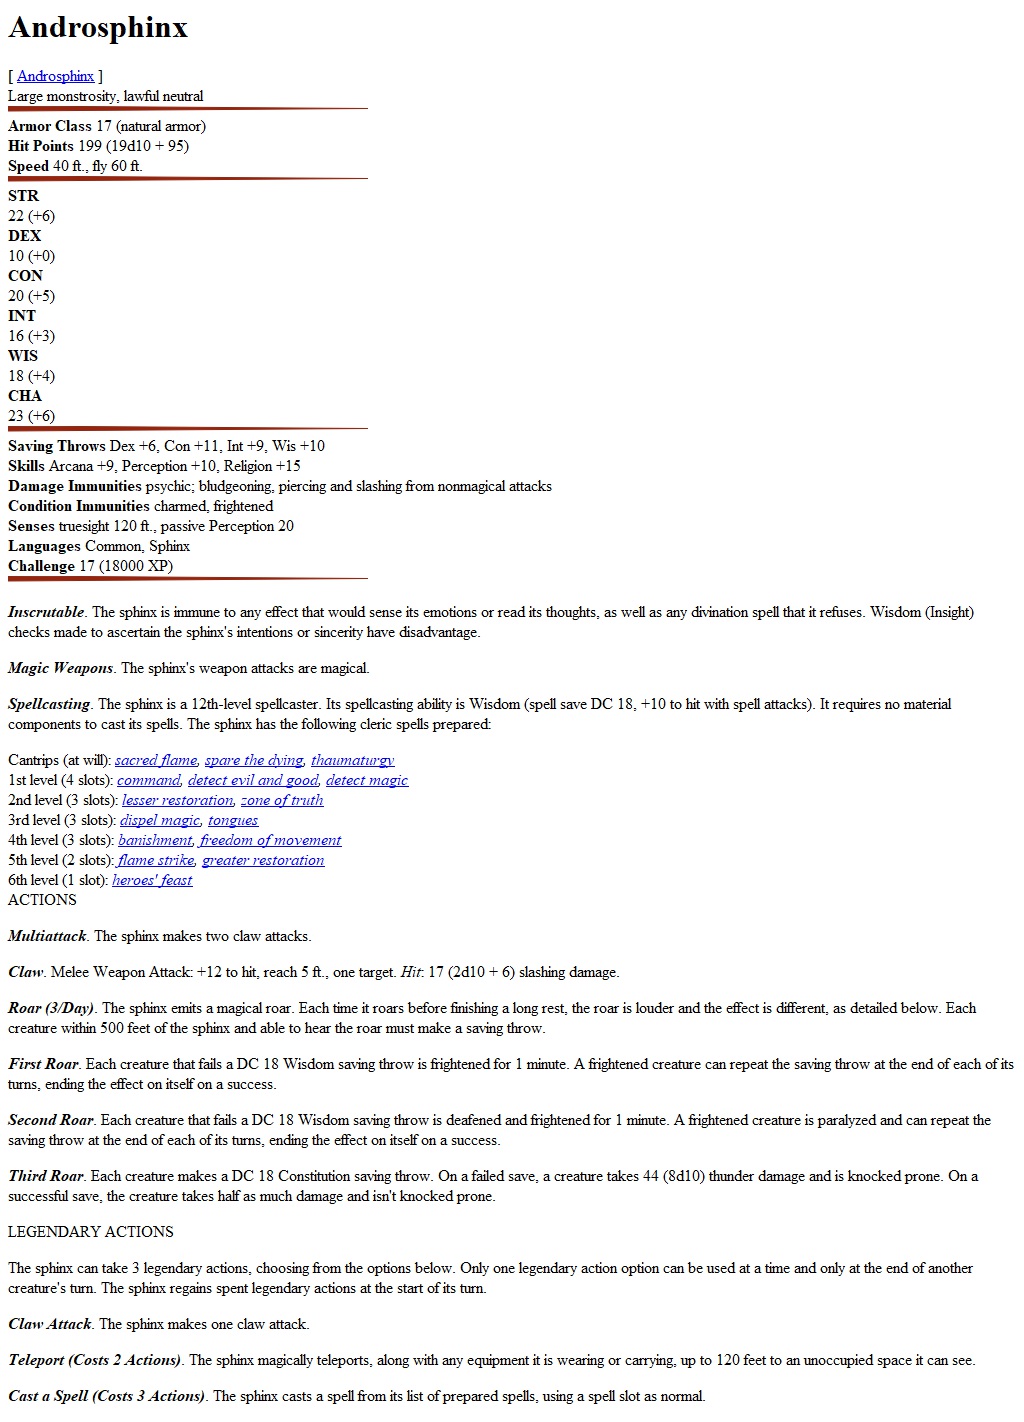 Androsphinx
[ Androsphinx ]
Large monstrosity, lawful neutral
Armor Class 17 (natural armor)
Hit Points 199 (19d10 + 95)
Speed 40 ft., fly 60 ft.
STR
22 (+6)
DEX
10 (+0)
CON
20 (+5)
INT
16 (+3)
WIS
18 (+4)
CHA
23 (+6)
Saving Throws Dex +6, Con +11, Int +9, Wis +10
Skills Arcana +9, Perception +10, Religion +15
Damage Immunities psychic; bludgeoning, piercing and slashing from nonmagical attacks
Condition Immunities charmed, frightened
Senses truesight 120 ft., passive Perception 20
Languages Common, Sphinx
Challenge 17 (18000 XP)
Inscrutable. The sphinx is immune to any effect that would sense its emotions or read its thoughts, as well as any divination spell that it refuses. Wisdom (Insight)
checks made to ascertain the sphinx's intentions or sincerity have disadvantage.
Magic Weapons. The sphinx's weapon attacks are magical.
Spellcasting. The sphinx is a 12th-level spellcaster. Its spellcasting ability is Wisdom (spell save DC 18, +10 to hit with spell attacks). It requires no material
components to cast its spells. The sphinx has the following cleric spells prepared:
Cantrips (at will): sacred flame, spare the dying, thaumaturgy
1st level (4 slots): command, detect evil and good, detect magic
2nd level (3 slots): lesser restoration, zone of truth
3rd level (3 slots): dispel magic, tongues
4th level (3 slots): banishment, freedom of movement
5th level (2 slots): flame strike, greater restoration
6th level (1 slot): heroes' feast
ACTIONS
Multiattack. The sphinx makes two claw attacks.
Claw. Melee Weapon Attack: +12 to hit, reach 5 ft., one target. Hit: 17 (2d10 + 6) slashing damage.
Roar (3/Day). The sphinx emits a magical roar. Each time it roars before finishing a long rest, the roar is louder and the effect is different, as detailed below. Each
creature within 500 feet of the sphinx and able to hear the roar must make a saving throw.
First Roar. Each creature that fails a DC 18 Wisdom saving throw is frightened for 1 minute. A frightened creature can repeat the saving throw at the end of each of its
turns, ending the effect on itself on a success.
Second Roar. Each creature that fails a DC 18 Wisdom saving throw is deafened and frightened for 1 minute. A frightened creature is paralyzed and can repeat the
saving throw at the end of each of its turns, ending the effect on itself on a success.
Third Roar. Each creature makes a DC 18 Constitution saving throw. On a failed save, a creature takes 44 (8d10) thunder damage and is knocked prone. On a
successful save, the creature takes half as much damage and isn't knocked prone.
LEGENDARY ACTIONS
The sphinx can take 3 legendary actions, choosing from the options below. Only one legendary action option can be used at a time and only at the end of another
creature's turn. The sphinx regains spent legendary actions at the start of its turn.
Claw Attack. The sphinx makes one claw attack.
Teleport (Costs 2 Actions). The sphinx magically teleports, along with any equipment it is wearing or carrying, up to 120 feet to an unoccupied space it can see.
Cast a Spell (Costs 3 Actions). The sphinx casts a spell from its list of prepared spells, using a spell slot as normal.